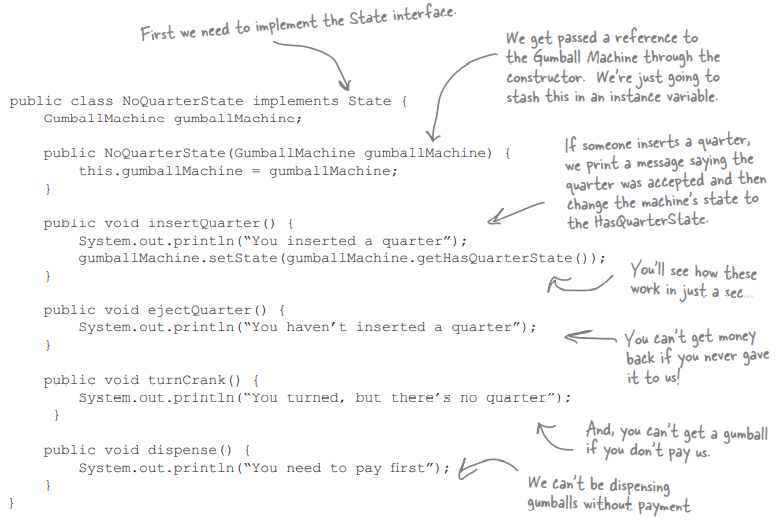 First we need to implement the State interface.
We get passed a reference to
the Gumball Machine through the
constructor. We're just going to
stash this in an instance variable.
public class NoQuarterState implements State {
GumballMachine gumballMachine;
public NoQuarterState(GumballMachine gumballMachine) {
this.gumballMachine = gumballMachine;
}
If someone inserts a quarter,
we print a message saying the
quarter was accepted and then
change the machine's state to
the HasQuarterState.
public void insertQuarter() {
System.out.println(“You inserted a quarter”);
gumballMachine.setState(gumballMachine.getHasQuarterState());
}
You'll see how these
work in just a sec...
public void ejectQuarter() {
System.out.println(“You haven’t inserted a quarter”);
}
You can't get money
back if you never gave
it to us!
public void turnCrank() {
System.out.println(“You turned, but there’s no quarter”);
}
And, you can't get a gumball
if you don't pay us.
public void dispense() {
System.out.println(“You need to pay first”);
}
}
We can't be dispensing
gumballs without payment